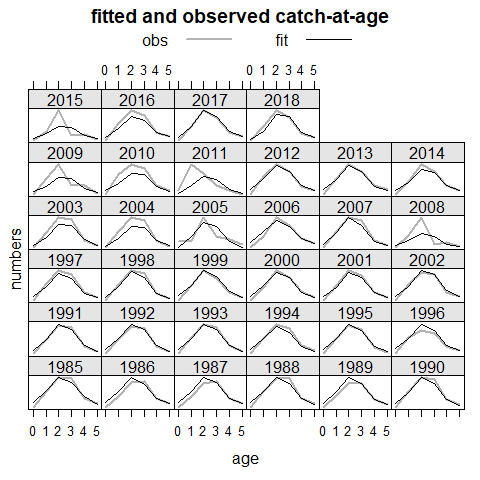 fitted and observed catch-at-age
obs fit
0 1 2 3 4 5 0 1 2 3 4 5
2015 2016 2017 2018
2009 2010 2011 2012 2013 2014
2003 2004 2005 2006 2007 2008
1997 1998 1999 2000 2001 2002
1991 1992 1993 1994 1995 1996
1985 1986 1987 1988 1989 1990
numbers
0 1 2 3 4 5 0 1 2 3 4 5 0 1 2 3 4 5
age